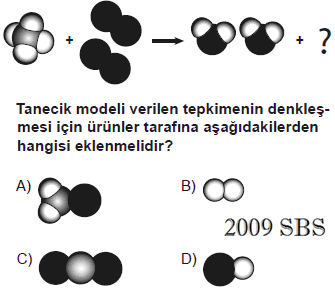 + + ?
Tanecik modeli verilen tepkimenin denkleş-
mesi için ürünler tarafına aşağıdakilerden
hangisi eklenmelidir?
A) B)
2009 SBS
C) D)